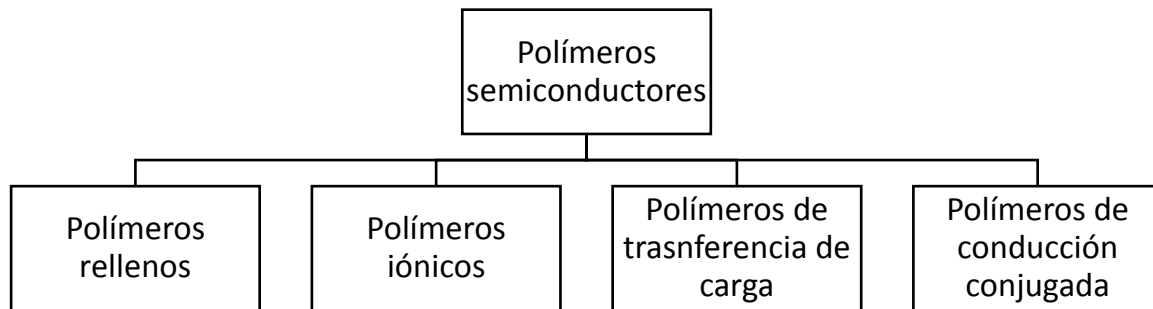 Polímeros
semiconductores
Polímeros
rellenos
Polímeros
iónicos
Polímeros de
trasnferencia de
carga
Polímeros de
conducción
conjugada